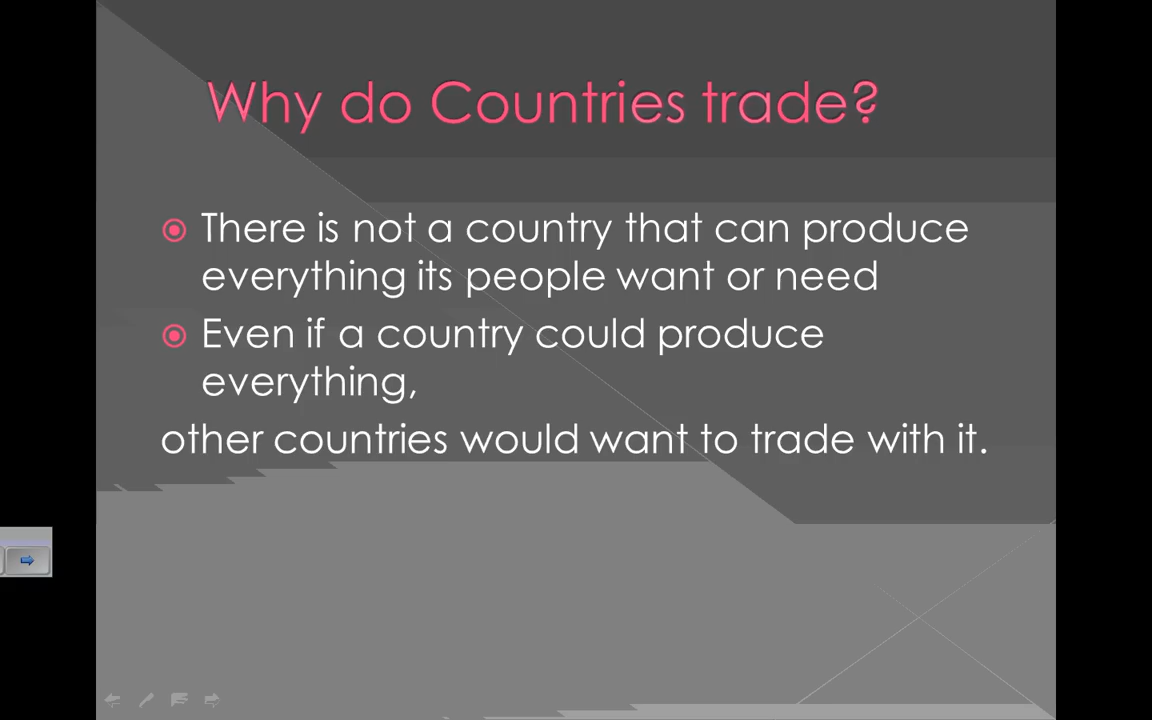 Why do Countries trade?
There is not a country that can produce
everything its people want or need
Even if a country could produce
everything,
other countries would want to trade with it.